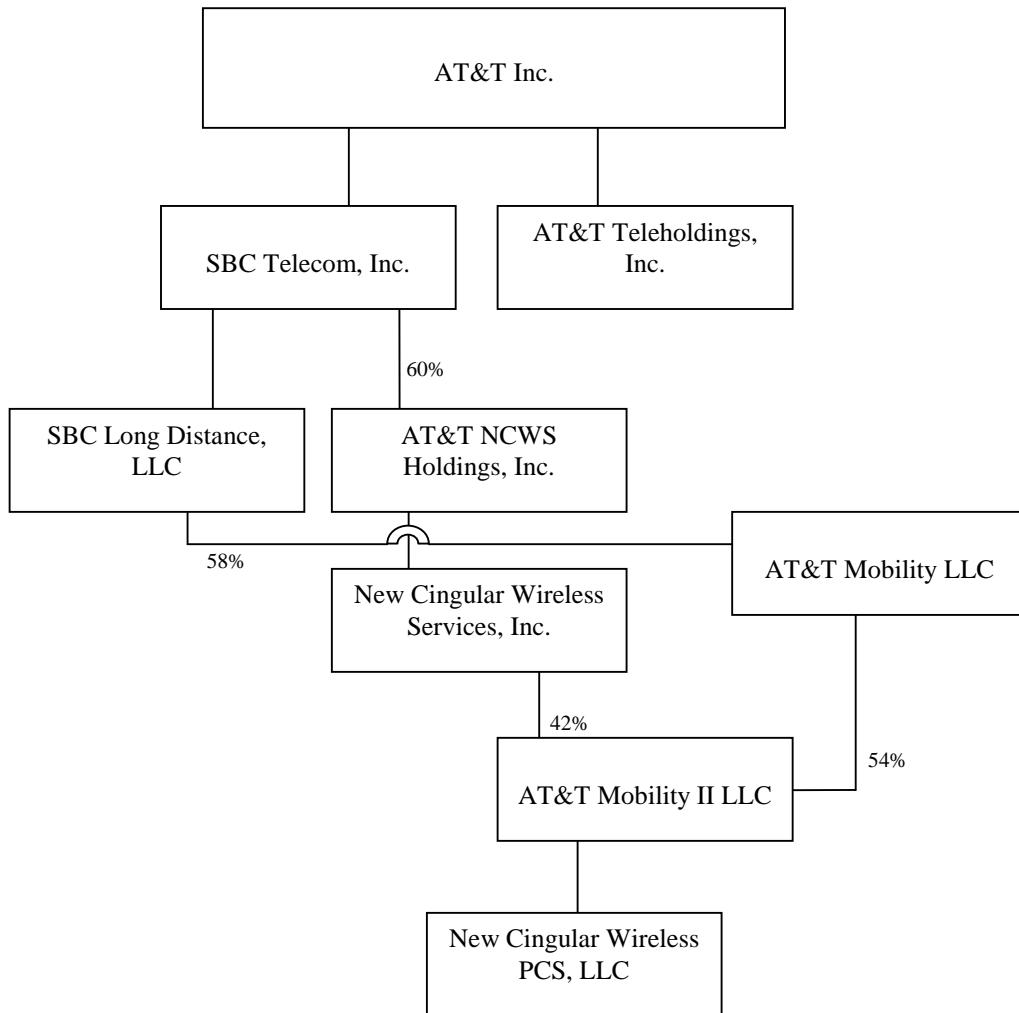 AT&T Inc.
SBC Telecom, Inc.
AT&T Teleholdings,
Inc.
60%
SBC Long Distance,
LLC
AT&T NCWS
Holdings, Inc.
58%
AT&T Mobility LLC
New Cingular Wireless
Services, Inc.
42%
54%
AT&T Mobility II LLC
New Cingular Wireless
PCS, LLC